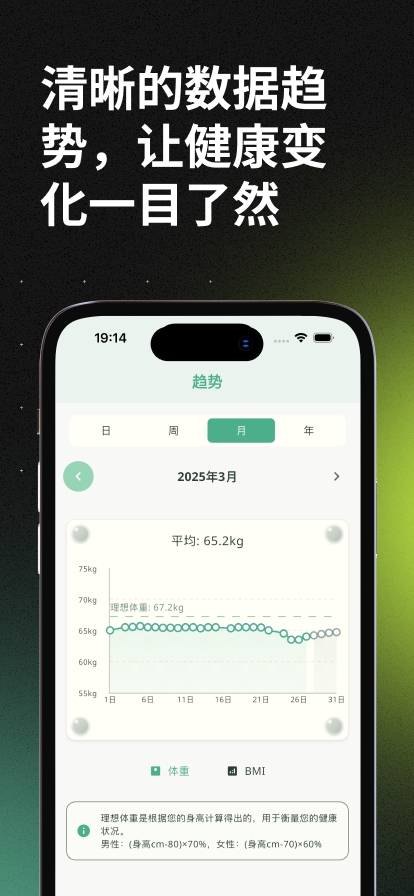 清晰的数据趋
势，让健康变
化一目了然
19:14
趋势
日 周 月 年
2025年3月
平均: 65.2kg
75kg
70kg
理想体重: 67.2kg
65kg
60kg
55kg
1日 6日 11日 16日 21日 26日 31日
体重 BMI
理想体重是根据您的身高计算得出的，用于衡量您的健康
状况。
男性：(身高cm-80)×70%，女性：(身高cm-70)×60%